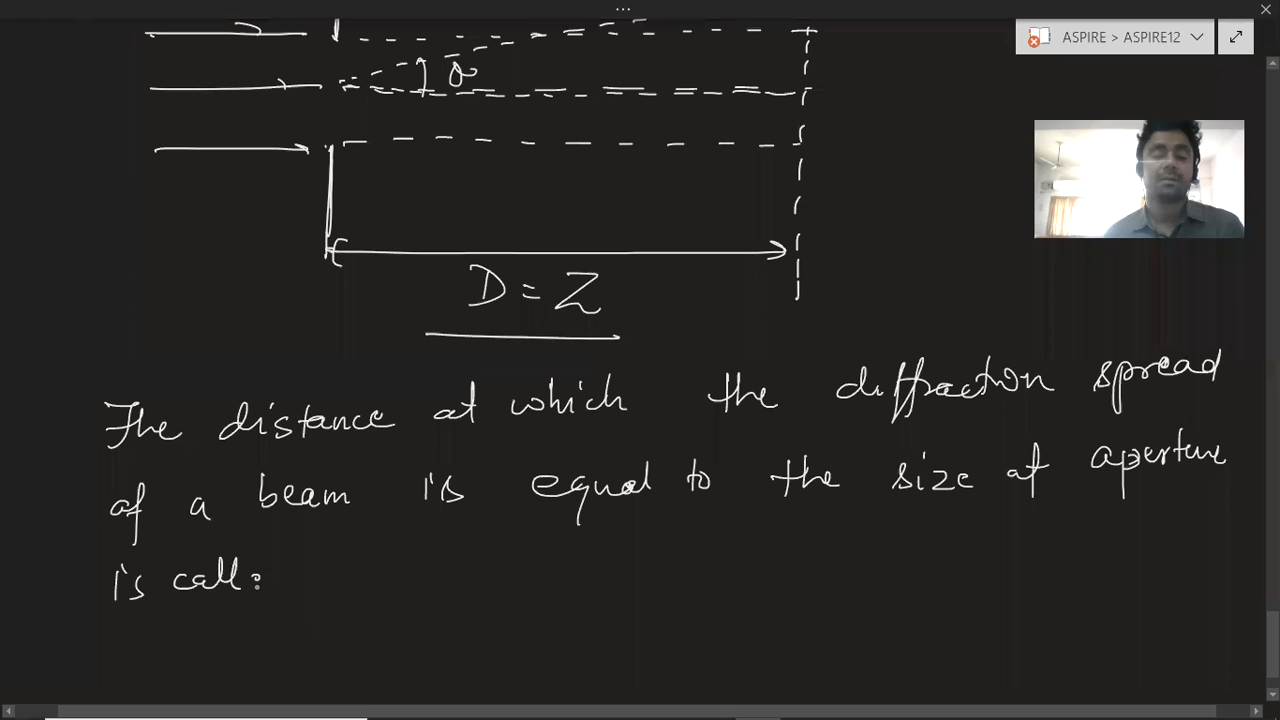 ASPIRE > ASPIRE12
θ
D = Z
The distance at which the diffraction spread
of a beam is equal to the size of aperture
is call